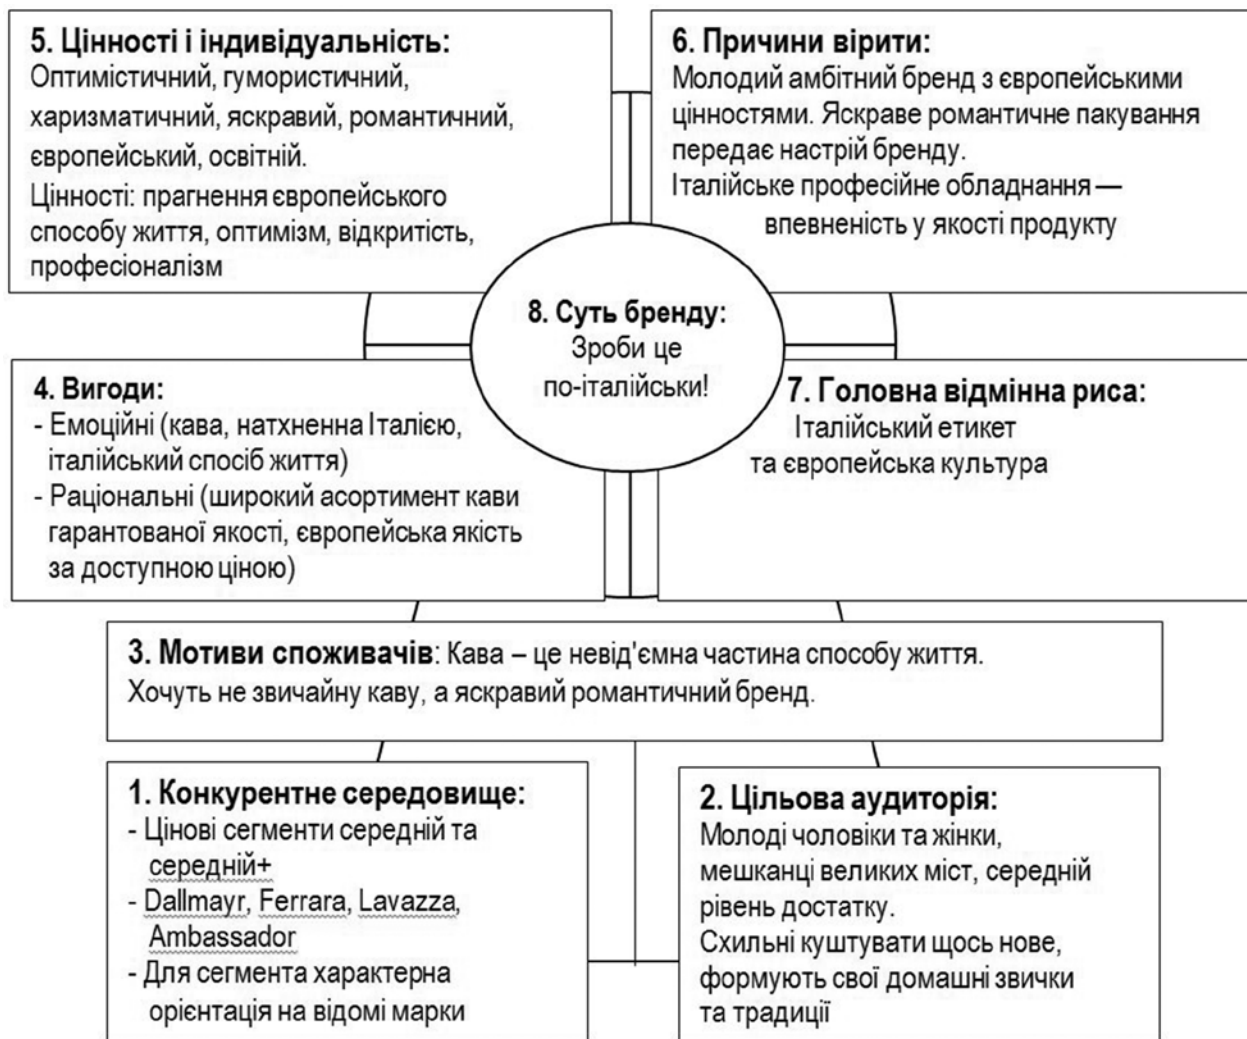 5. Цінності і індивідуальність:
Оптимістичний, гумористичний,
харизматичний, яскравий, романтичний,
європейський, освітній.
Цінності: прагнення європейського
способу життя, оптимізм, відкритість,
професіоналізм
6. Причини вірити:
Молодий амбітний бренд з європейськими
цінностями. Яскраве романтичне пакування
передає настрій бренду.
Італійське професійне обладнання —
впевненість у якості продукту
8. Суть бренду:
Зроби це
по-італійськи!
4. Вигоди:
- Емоційні (кава, натхненна Італією,
італійський спосіб життя)
- Раціональні (широкий асортимент кави
гарантованої якості, європейська якість
за доступною ціною)
7. Головна відмінна риса:
Італійський етикет
та європейська культура
3. Мотиви споживачів: Кава – це невід'ємна частина способу життя.
Хочуть не звичайну каву, а яскравий романтичний бренд.
1. Конкурентне середовище:
- Цінові сегменти середній та
середній+
- Dallmayr, Ferrara, Lavazza,
Ambassador
- Для сегмента характерна
орієнтація на відомі марки
2. Цільова аудиторія:
Молоді чоловіки та жінки,
мешканці великих міст, середній
рівень достатку.
Схильні куштувати щось нове,
формують свої домашні звички
та традиції